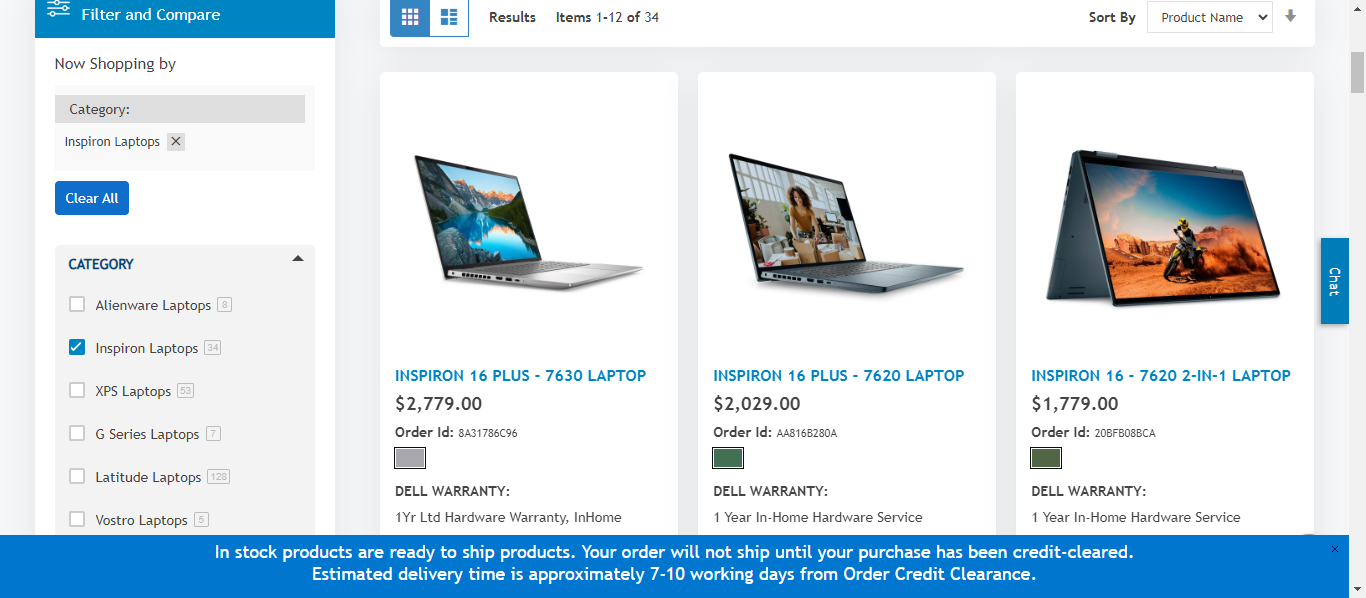 Filter and Compare
Results Items 1-12 of 34
Sort By Product Name
Now Shopping by
Category:
Inspiron Laptops
Clear All
CATEGORY
Alienware Laptops 8
Inspiron Laptops 34
XPS Laptops 53
G Series Laptops 7
Latitude Laptops 128
Vostro Laptops 5
INSPIRON 16 PLUS - 7630 LAPTOP
$2,779.00
Order Id: 8A31786C96
DELL WARRANTY:
1Yr Ltd Hardware Warranty, InHome
INSPIRON 16 PLUS - 7620 LAPTOP
$2,029.00
Order Id: AA816B280A
DELL WARRANTY:
1 Year In-Home Hardware Service
INSPIRON 16 - 7620 2-IN-1 LAPTOP
$1,779.00
Order Id: 20BFB08BCA
DELL WARRANTY:
1 Year In-Home Hardware Service
Chat
In stock products are ready to ship products. Your order will not ship until your purchase has been credit-cleared.
Estimated delivery time is approximately 7-10 working days from Order Credit Clearance.